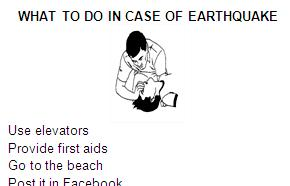 WHAT TO DO IN CASE OF EARTHQUAKE
Use elevators
Provide first aids
Go to the beach
Post it in Facebook